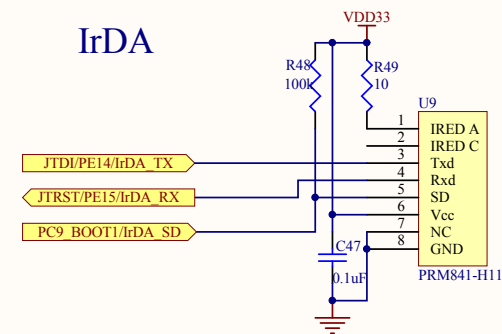 IrDA
VDD33
R48
100k
R49
10
U9
1 IRED A
2 IRED C
3 Txd
4 Rxd
5 SD
6 Vcc
7 NC
8 GND
PRM841-H11
JTDI/PE14/IrDA_TX
JTRST/PE15/IrDA_RX
PC9_BOOT1/IrDA_SD
C47
0.1uF